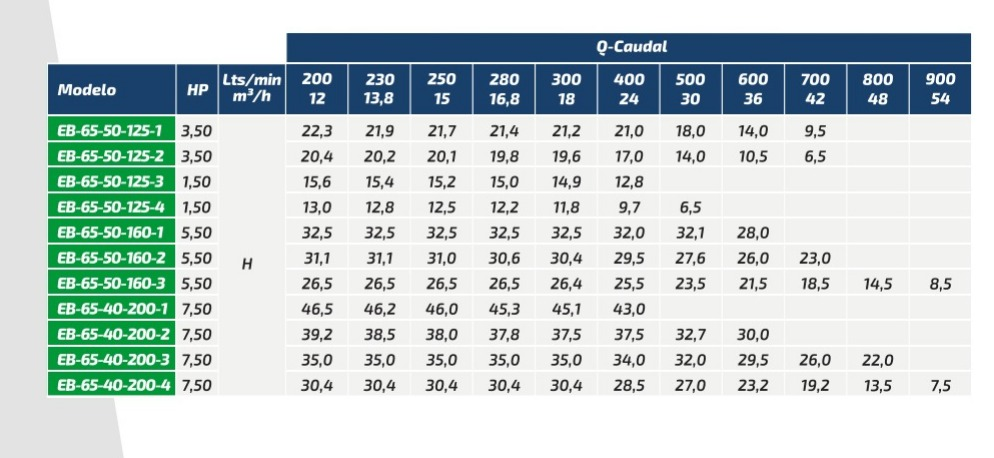 Q-Caudal
Modelo HP Lts/min 200 230 250 280 300 400 500 600 700 800 900
m³/h 12 13,8 15 16,8 18 24 30 36 42 48 54
EB-65-50-125-1 3,50 22,3 21,9 21,7 21,4 21,2 21,0 18,0 14,0 9,5
EB-65-50-125-2 3,50 20,4 20,2 20,1 19,8 19,6 17,0 14,0 10,5 6,5
EB-65-50-125-3 1,50 15,6 15,4 15,2 15,0 14,9 12,8
EB-65-50-125-4 1,50 13,0 12,8 12,5 12,2 11,8 9,7 6,5
EB-65-50-160-1 5,50 32,5 32,5 32,5 32,5 32,5 32,0 32,1 28,0
EB-65-50-160-2 5,50 H 31,1 31,1 31,0 30,6 30,4 29,5 27,6 26,0 23,0
EB-65-50-160-3 5,50 26,5 26,5 26,5 26,5 26,4 25,5 23,5 21,5 18,5 14,5 8,5
EB-65-40-200-1 7,50 46,5 46,2 46,0 45,3 45,1 43,0
EB-65-40-200-2 7,50 39,2 38,5 38,0 37,8 37,5 37,5 32,7 30,0
EB-65-40-200-3 7,50 35,0 35,0 35,0 35,0 35,0 34,0 32,0 29,5 26,0 22,0
EB-65-40-200-4 7,50 30,4 30,4 30,4 30,4 30,4 28,5 27,0 23,2 19,2 13,5 7,5